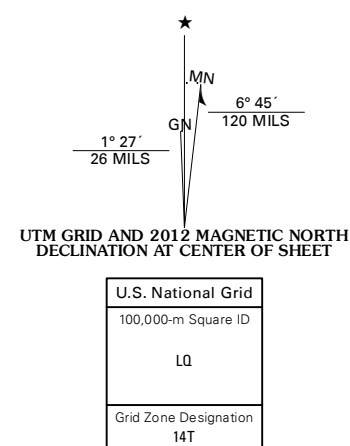 MN
6° 45´
120 MILS
GN
1° 27´
26 MILS
UTM GRID AND 2012 MAGNETIC NORTH
DECLINATION AT CENTER OF SHEET
U.S. National Grid
100,000-m Square ID
LQ
Grid Zone Designation
14T